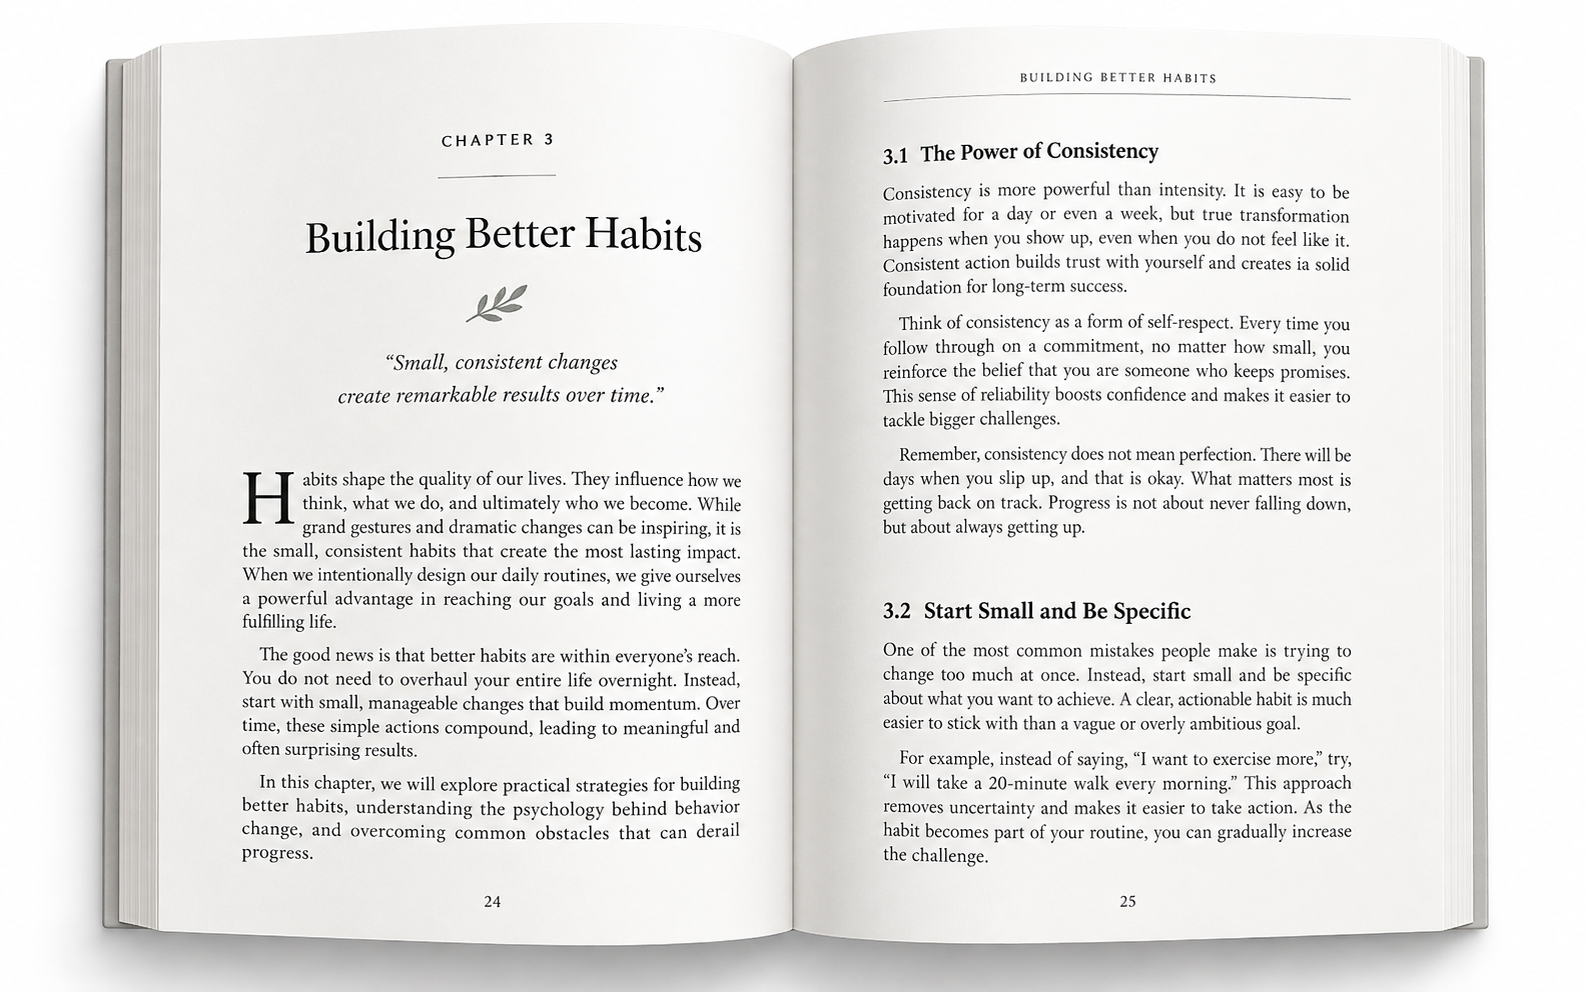 CHAPTER 3
Building Better Habits
“Small, consistent changes
create remarkable results over time.”
Habits shape the quality of our lives. They influence how we
think, what we do, and ultimately who we become. While
grand gestures and dramatic changes can be inspiring, it is
the small, consistent habits that create the most lasting impact.
When we intentionally design our daily routines, we give ourselves
a powerful advantage in reaching our goals and living a more
fulfilling life.
The good news is that better habits are within everyone’s reach.
You do not need to overhaul your entire life overnight. Instead,
start with small, manageable changes that build momentum. Over
time, these simple actions compound, leading to meaningful and
often surprising results.
In this chapter, we will explore practical strategies for building
better habits, understanding the psychology behind behavior
change, and overcoming common obstacles that can derail
progress.
24
BUILDING BETTER HABITS
3.1 The Power of Consistency
Consistency is more powerful than intensity. It is easy to be
motivated for a day or even a week, but true transformation
happens when you show up, even when you do not feel like it.
Consistent action builds trust with yourself and creates ia solid
foundation for long-term success.
Think of consistency as a form of self-respect. Every time you
follow through on a commitment, no matter how small, you
reinforce the belief that you are someone who keeps promises.
This sense of reliability boosts confidence and makes it easier to
tackle bigger challenges.
Remember, consistency does not mean perfection. There will be
days when you slip up, and that is okay. What matters most is
getting back on track. Progress is not about never falling down,
but about always getting up.
3.2 Start Small and Be Specific
One of the most common mistakes people make is trying to
change too much at once. Instead, start small and be specific
about what you want to achieve. A clear, actionable habit is much
easier to stick with than a vague or overly ambitious goal.
For example, instead of saying, “I want to exercise more,” try,
“I will take a 20-minute walk every morning.” This approach
removes uncertainty and makes it easier to take action. As the
habit becomes part of your routine, you can gradually increase
the challenge.
25